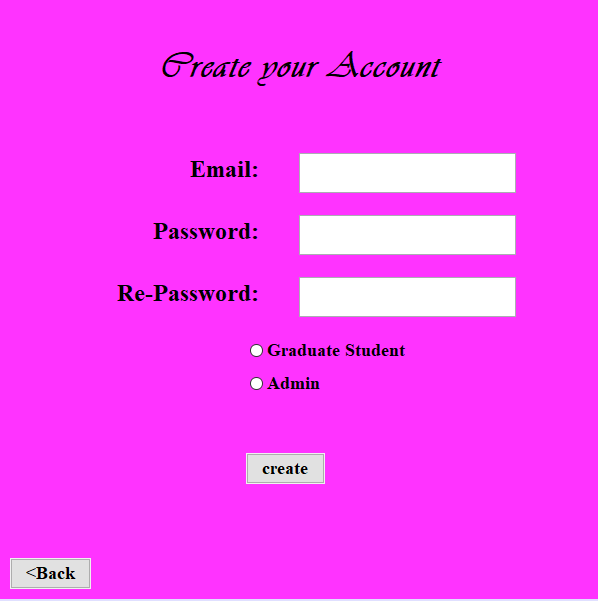 Create your Account
Email:
Password:
Re-Password:
Graduate Student
Admin
create
<Back